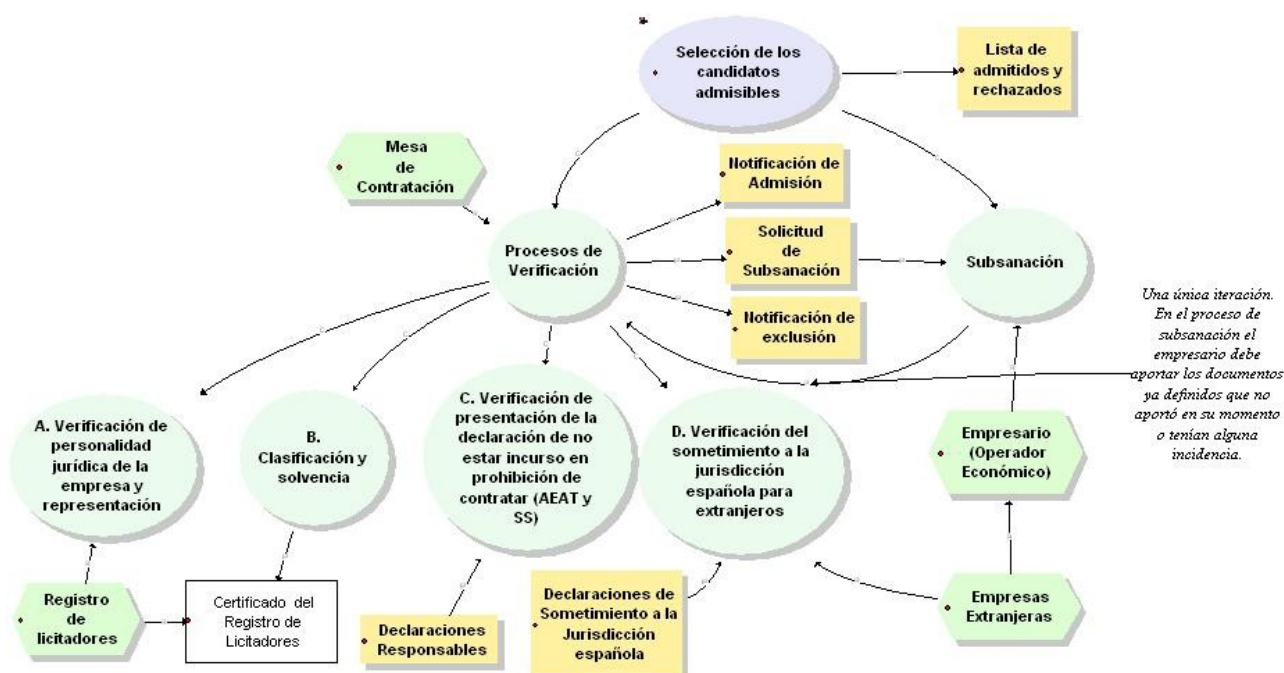 Selección de los
candidatos
admisibles
Lista de
admitidos y
rechazados
Mesa
de
Contratación
Notificación de
Admisión
Procesos de
Verificación
Solicitud
de
Subsanación
Subsanación
Notificación de
exclusión
Una única iteración.
En el proceso de
subsanación el
empresario debe
aportar los documentos
ya definidos que no
aportó en su momento
o tenían alguna
incidencia.
A. Verificación de
personalidad
jurídica de la
empresa y
representación
B.
Clasificación y
solvencia
C. Verificación de
presentación de la
declaración de no
estar incurso en
prohibición de
contratar (AEAT y
SS)
D. Verificación del
sometimiento a la
jurisdicción
española para
extranjeros
Empresario
(Operador
Económico)
Registro
de
licitadores
Certificado del
Registro de
Licitadores
Declaraciones
Responsables
Declaraciones de
Sometimiento a la
Jurisdicción
española
Empresas
Extranjeras